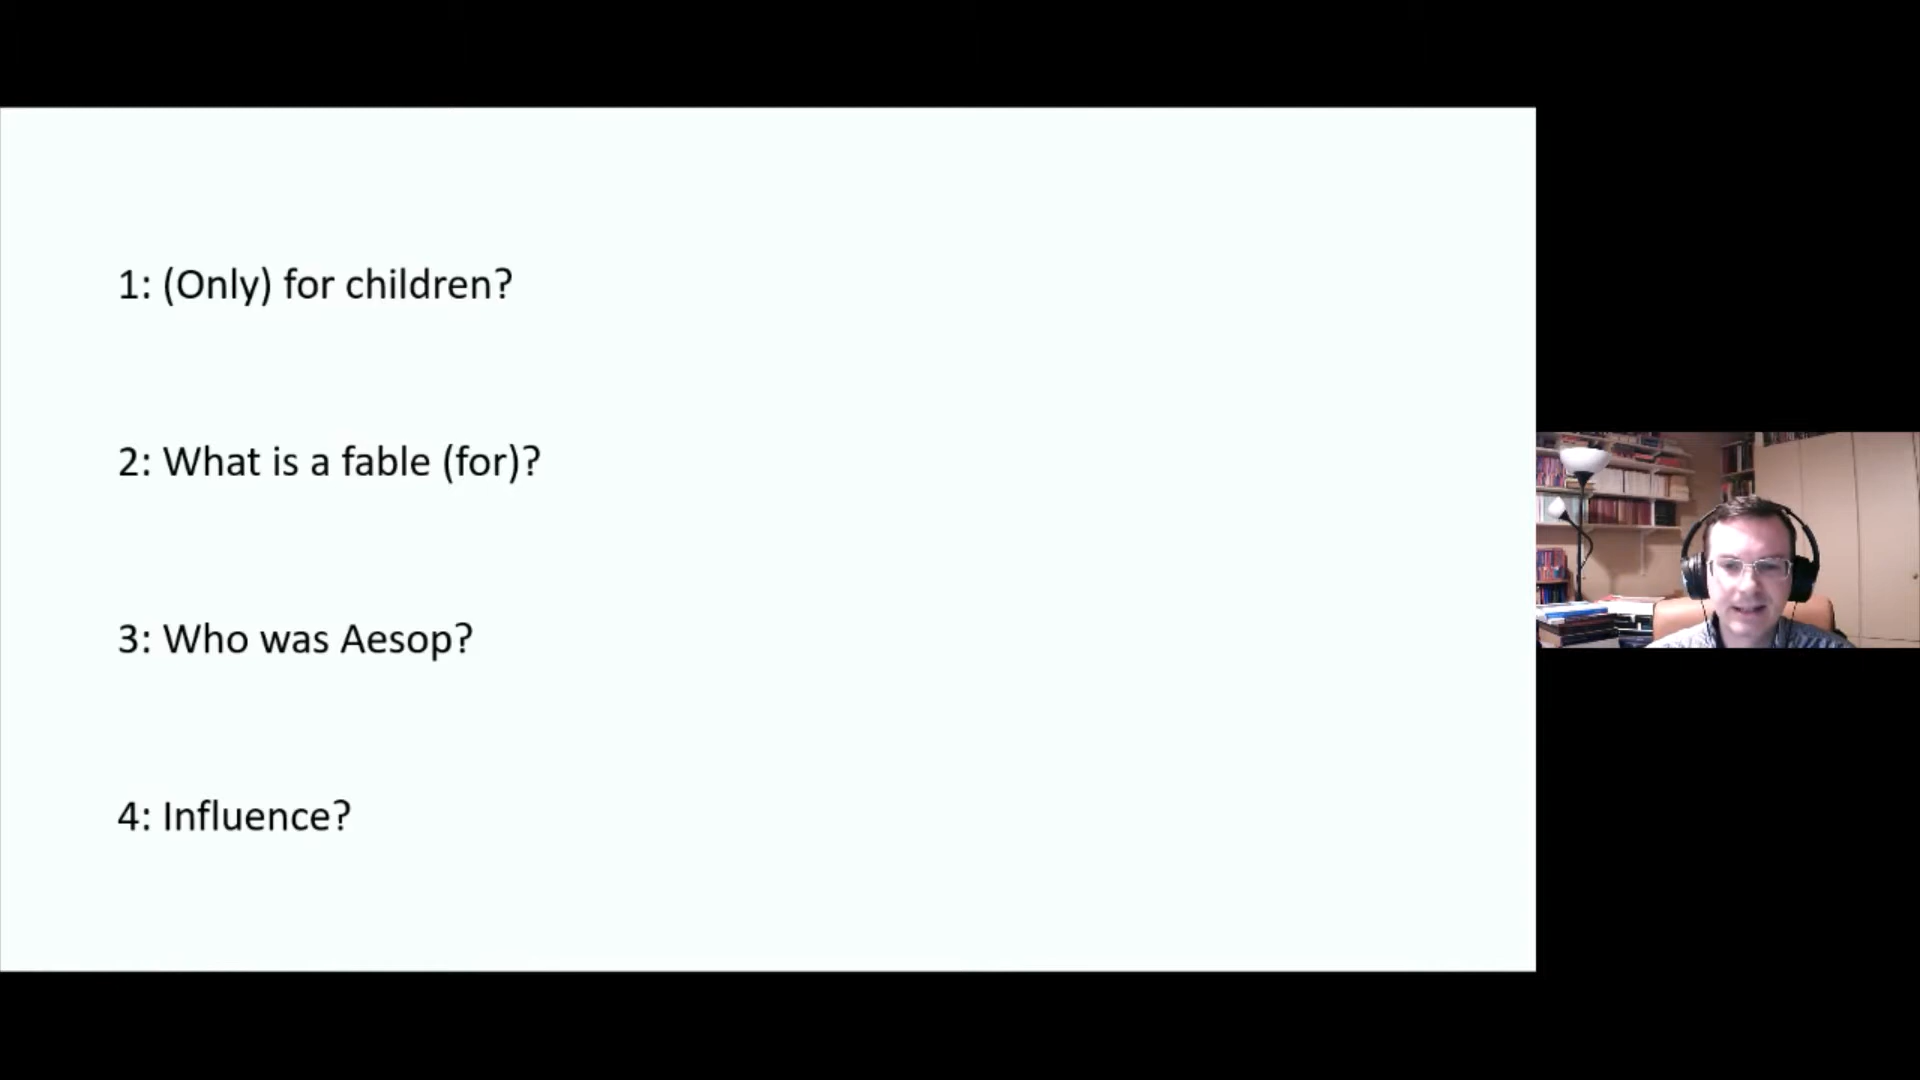 1: (Only) for children?
2: What is a fable (for)?
3: Who was Aesop?
4: Influence?